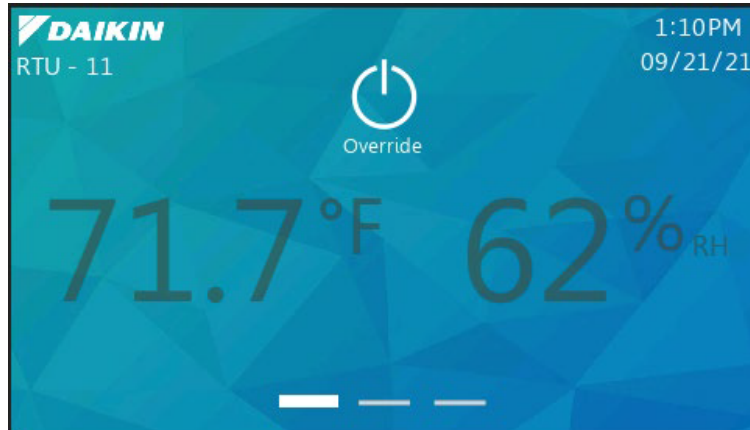 DAIKIN
1:10PM
RTU - 11
09/21/21
Override
71.7°F
62% RH